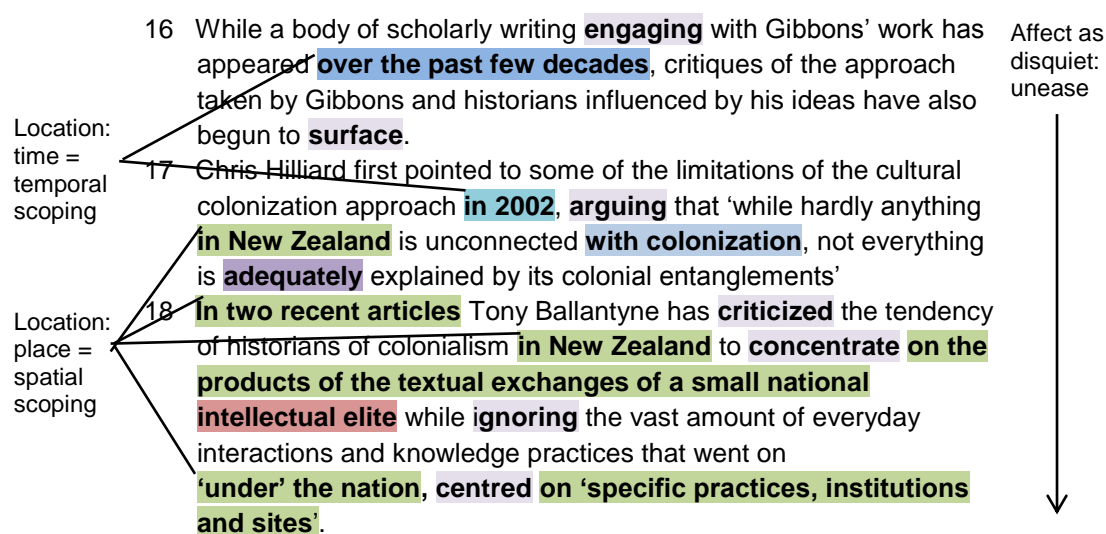 16 While a body of scholarly writing engaging with Gibbons’ work has
appeared over the past few decades, critiques of the approach
taken by Gibbons and historians influenced by his ideas have also
begun to surface.
17 Chris Hilliard first pointed to some of the limitations of the cultural
colonization approach in 2002, arguing that ‘while hardly anything
in New Zealand is unconnected with colonization, not everything
is adequately explained by its colonial entanglements’
18 In two recent articles Tony Ballantyne has criticized the tendency
of historians of colonialism in New Zealand to concentrate on the
products of the textual exchanges of a small national
intellectual elite while ignoring the vast amount of everyday
interactions and knowledge practices that went on
‘under’ the nation, centred on ‘specific practices, institutions
and sites’.
Location:
time =
temporal
scoping
Location:
place =
spatial
scoping
Affect as
disquiet:
unease